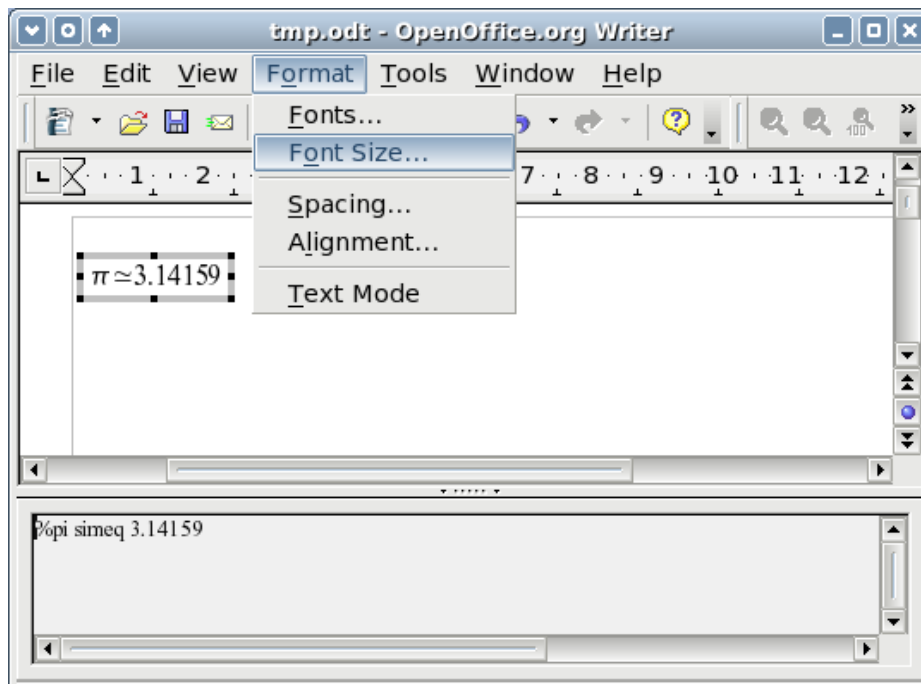 tmp.odt - OpenOffice.org Writer
File Edit View Format Tools Window Help
Fonts...
100
»
Font Size...
1 2 7 8 9 10 11 12
Spacing...
Alignment...
π≃3.14159
Text Mode
%pi simeq 3.14159